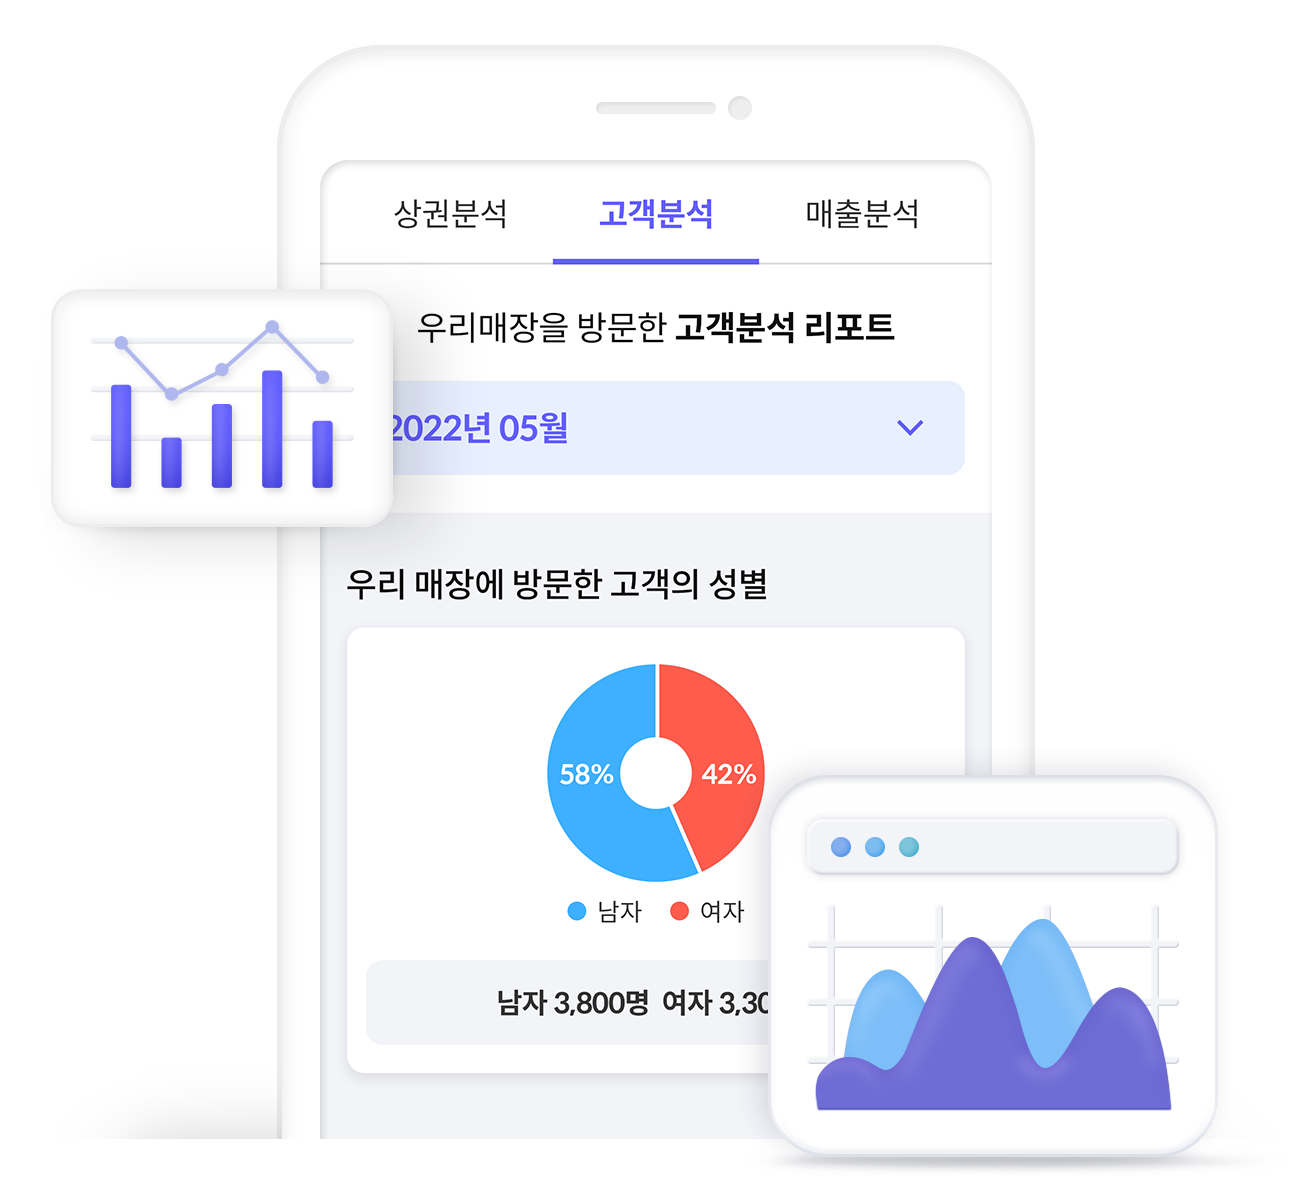 상권분석 고객분석 매출분석
우리매장을 방문한 고객분석 리포트
2022년 05월
우리 매장에 방문한 고객의 성별
58% 42%
남자 여자
남자 3,800명 여자